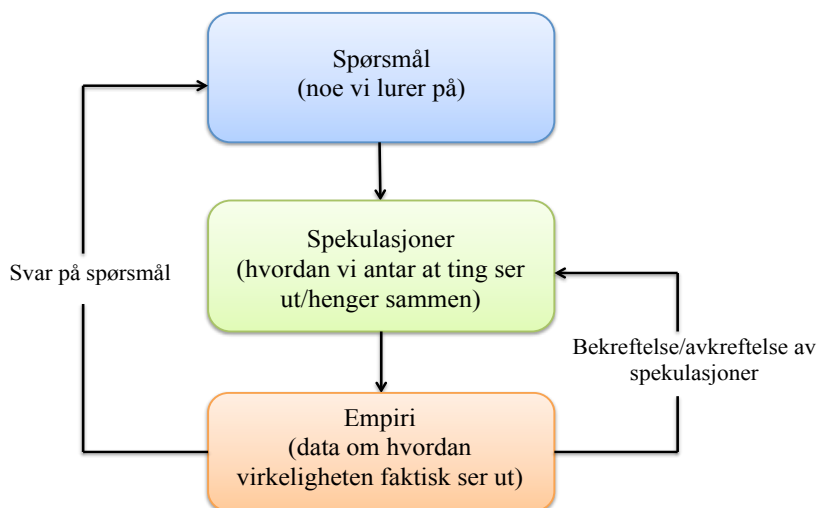 Spørsmål
(noe vi lurer på)
Spekulasjoner
(hvordan vi antar at ting ser
ut/henger sammen)
Svar på spørsmål
Bekreftelse/avkreftelse av
spekulasjoner
Empiri
(data om hvordan
virkeligheten faktisk ser ut)